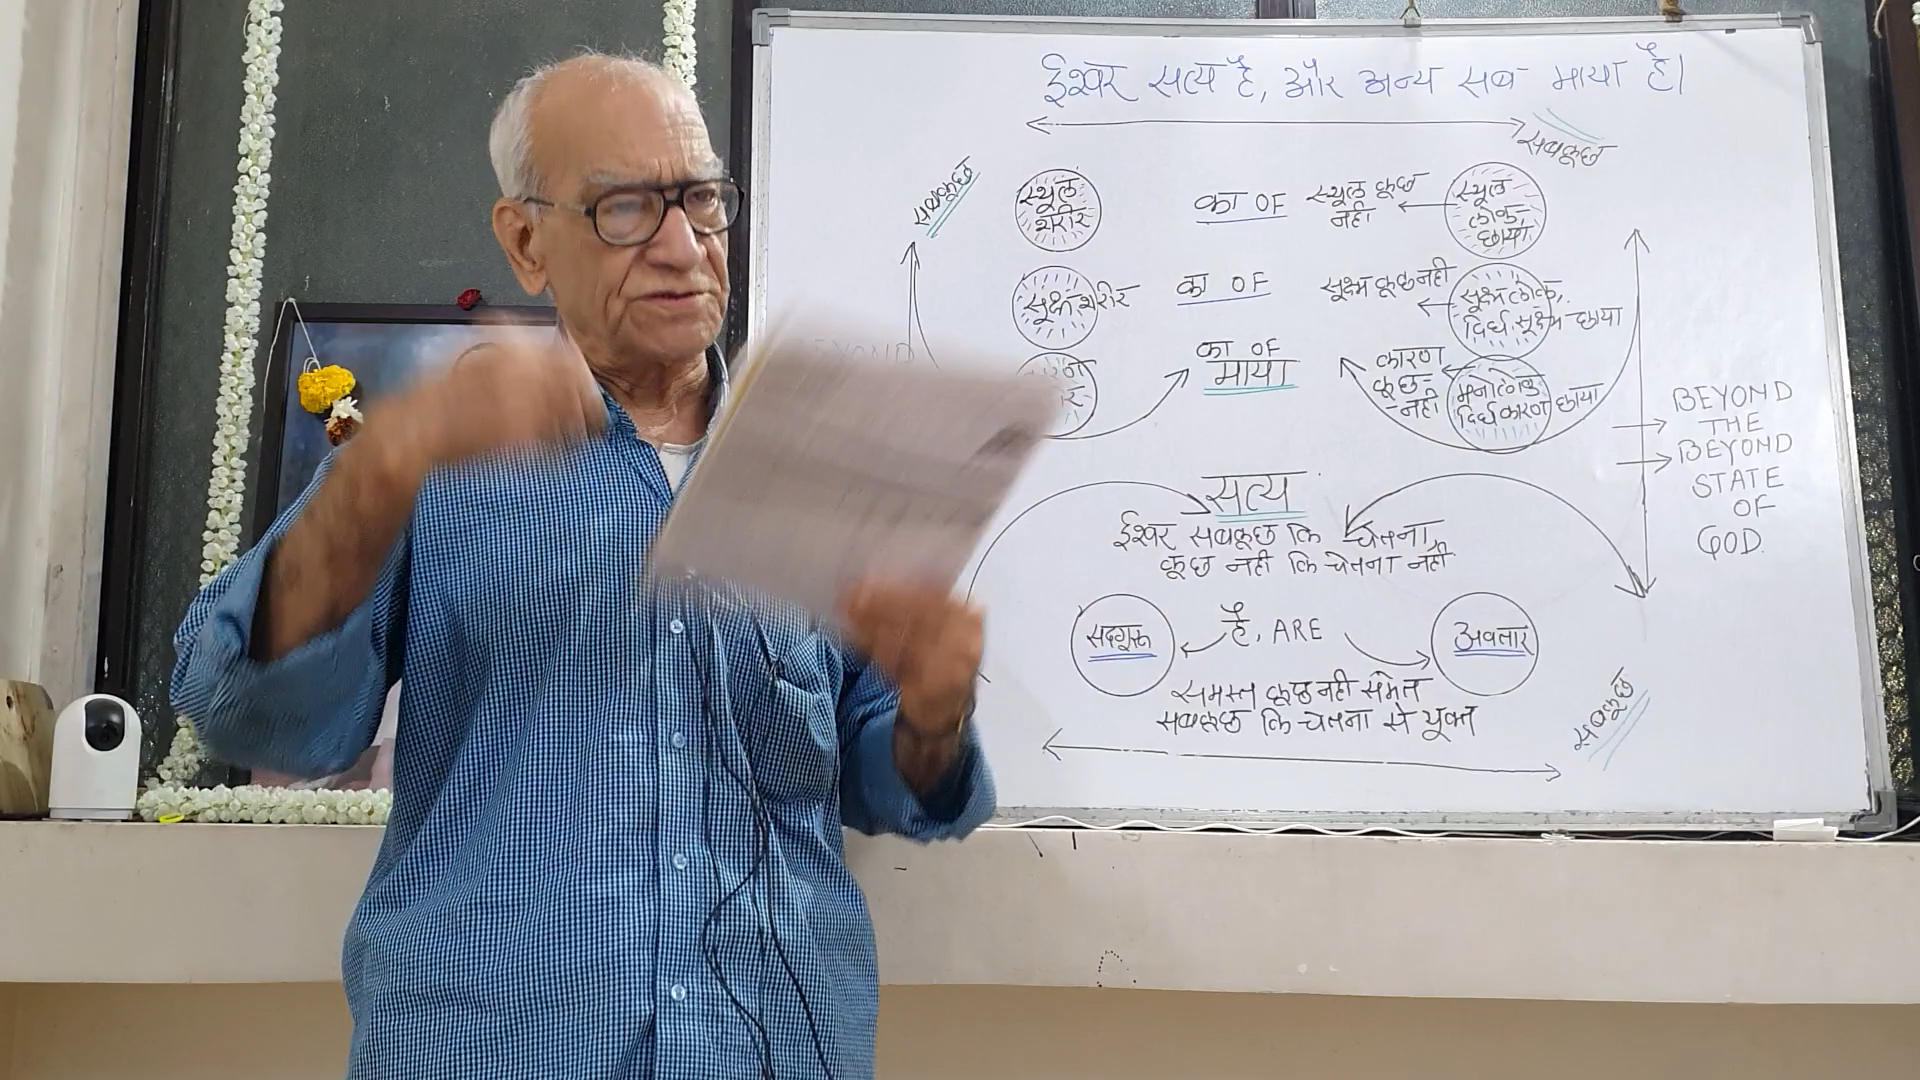 ईश्वर सत्य है, और अन्य सब माया है।
सबकूछ
सबकूछ
स्थूल
शरीर
का OF
स्थूल कूछ
नही
स्थूल
लोक,
छाया
सूक्ष्म शरीर
का OF
सूक्ष्म कूछ नही
सूक्ष्म लोक,
दिर्घ सूक्ष्म छाया
का OF
माया
कारण
कूछ
नही
मनोलोक
दिर्घ कारण छाया
BEYOND
BEYOND
THE
BEYOND
STATE
OF
GOD.
सत्य
ईश्वर सबकूछ कि चेतना,
कूछ नही कि चेतना नही
सदगूरू
है, ARE
अवतार
समस्त कूछ नही समेत
सबकूछ कि चेतना से यूक्त
सबकूछ